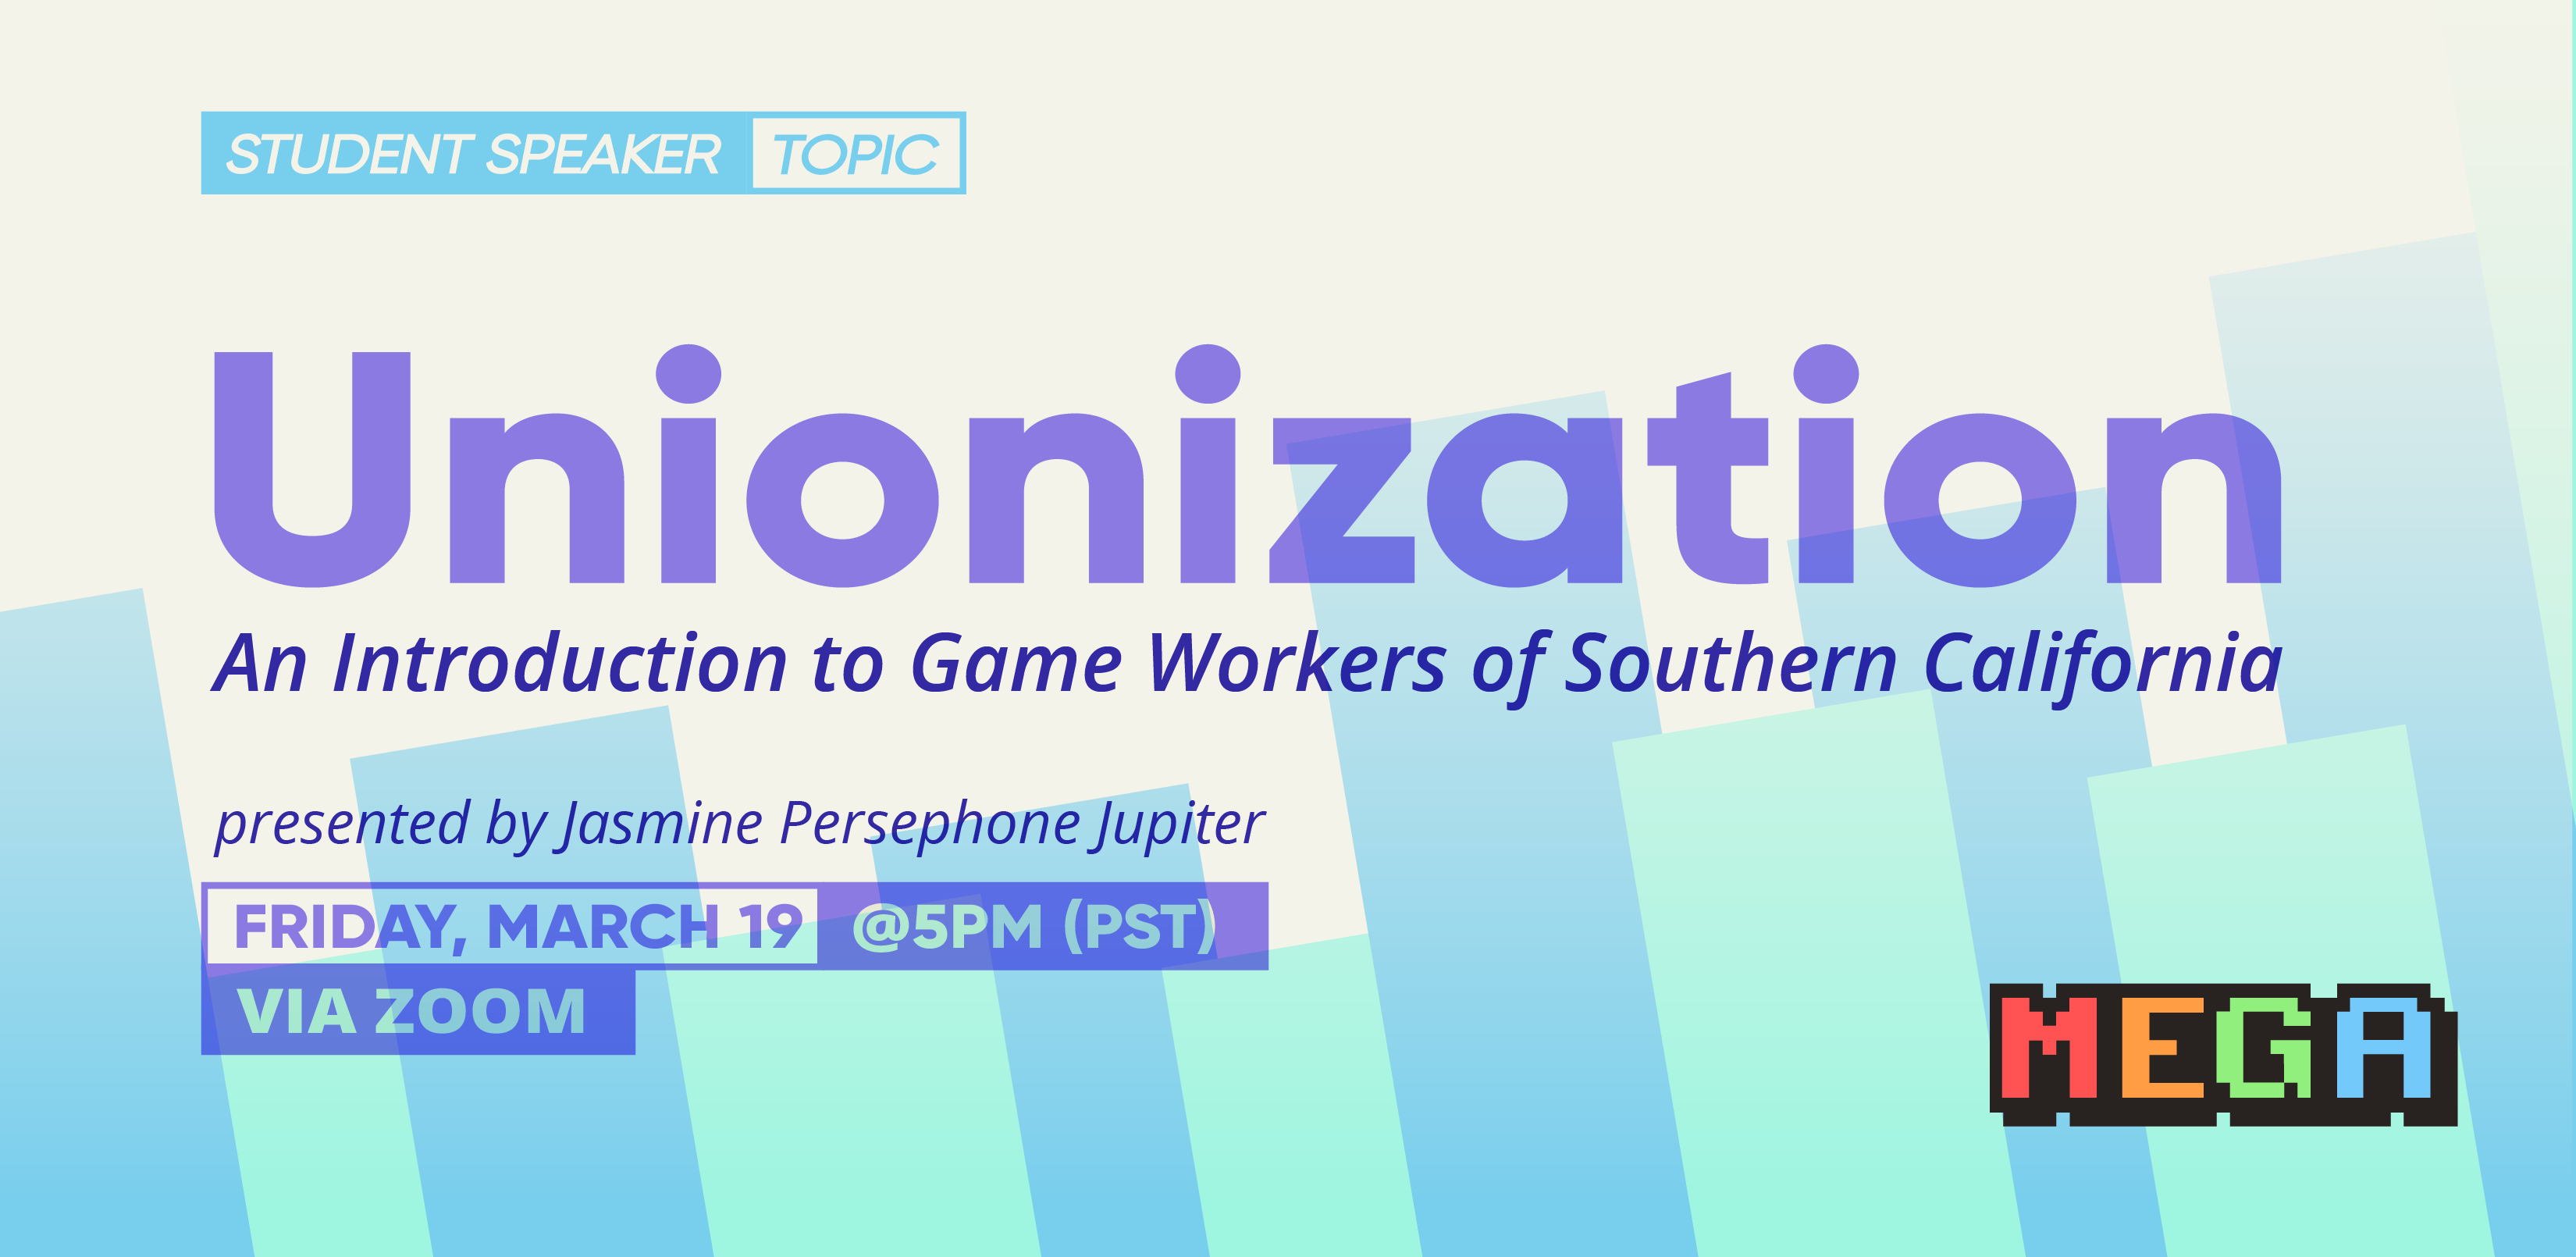 STUDENT SPEAKER TOPIC
Unionization
An Introduction to Game Workers of Southern California
presented by Jasmine Persephone Jupiter
FRIDAY, MARCH 19 @5PM (PST)
VIA ZOOM
MEGA